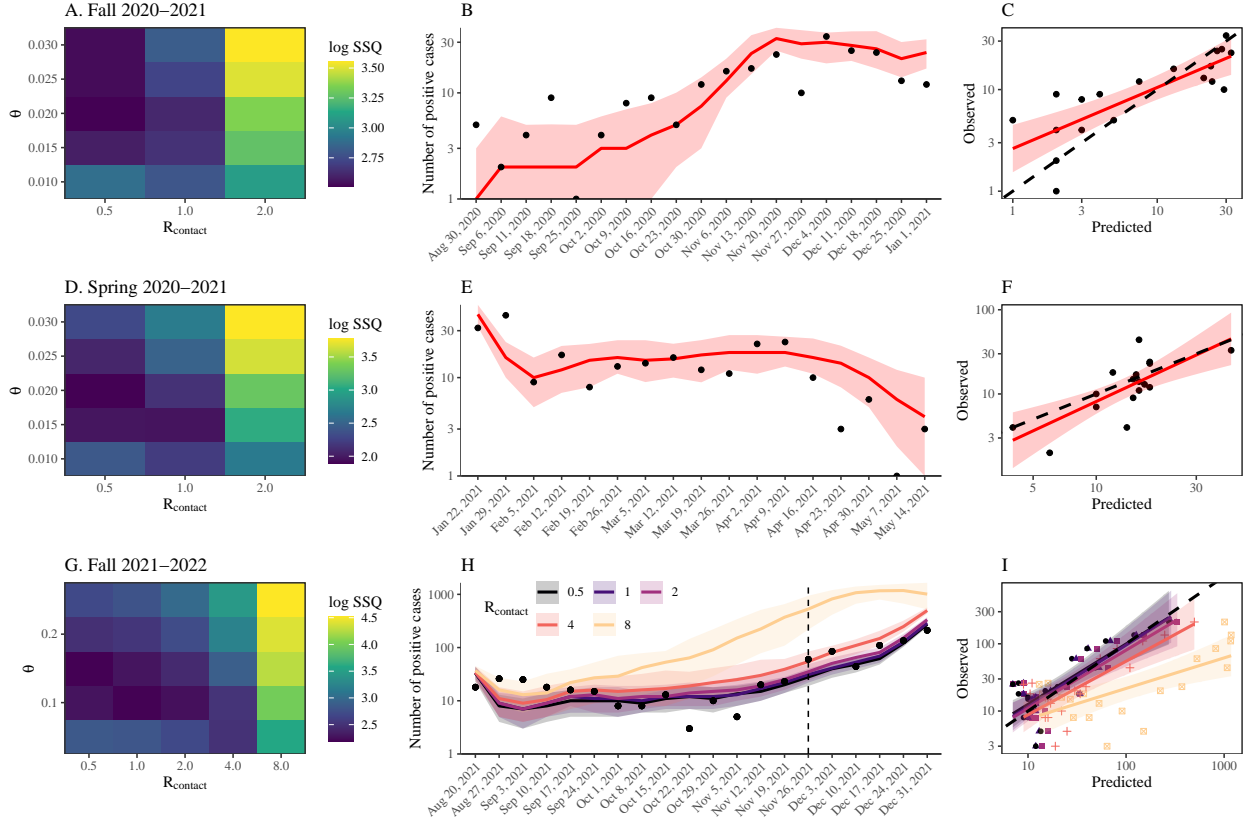 A. Fall 2020−2021
0.030
0.025
0.020
0.015
0.010
θ
0.5
1.0
2.0
R contact
log SSQ
3.50
3.25
3.00
2.75
B
Number of positive cases
30
10
3
1
Aug 30, 2020
Sep 6, 2020
Sep 11, 2020
Sep 18, 2020
Sep 25, 2020
Oct 2, 2020
Oct 9, 2020
Oct 16, 2020
Oct 23, 2020
Oct 30, 2020
Nov 6, 2020
Nov 13, 2020
Nov 20, 2020
Nov 27, 2020
Dec 4, 2020
Dec 11, 2020
Dec 18, 2020
Dec 25, 2020
Jan 1, 2021
C
Observed
30
10
3
1
1
3
10
30
Predicted
D. Spring 2020−2021
0.030
0.025
0.020
0.015
0.010
θ
0.5
1.0
2.0
R contact
log SSQ
3.5
3.0
2.5
2.0
E
Number of positive cases
30
10
3
1
Jan 22, 2021
Jan 29, 2021
Feb 5, 2021
Feb 12, 2021
Feb 19, 2021
Feb 26, 2021
Mar 5, 2021
Mar 12, 2021
Mar 19, 2021
Mar 26, 2021
Apr 2, 2021
Apr 9, 2021
Apr 16, 2021
Apr 23, 2021
Apr 30, 2021
May 7, 2021
May 14, 2021
F
Observed
100
30
10
3
5
10
30
Predicted
G. Fall 2021−2022
0.2
0.1
θ
0.5
1.0
2.0
4.0
8.0
R contact
log SSQ
4.5
4.0
3.5
3.0
2.5
H
Number of positive cases
1000
100
10
1
R contact
0.5
1
2
4
8
Aug 20, 2021
Aug 27, 2021
Sep 3, 2021
Sep 10, 2021
Sep 17, 2021
Sep 24, 2021
Oct 1, 2021
Oct 8, 2021
Oct 15, 2021
Oct 22, 2021
Oct 29, 2021
Nov 5, 2021
Nov 12, 2021
Nov 19, 2021
Nov 26, 2021
Dec 3, 2021
Dec 10, 2021
Dec 17, 2021
Dec 24, 2021
Dec 31, 2021
I
Observed
300
100
30
10
3
10
100
1000
Predicted